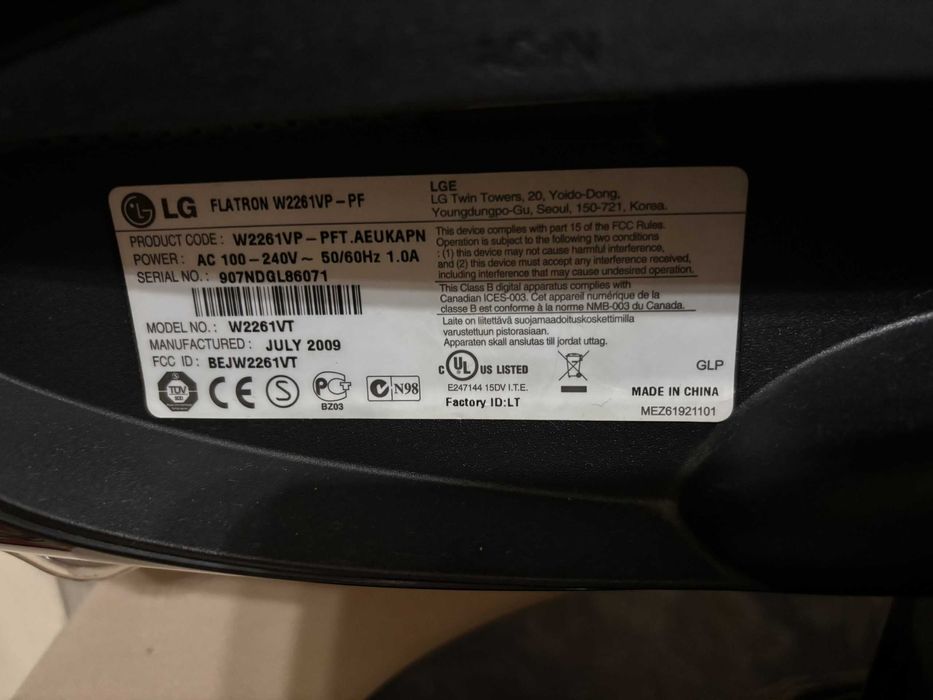 LG FLATRON W2261VP-PF
PRODUCT CODE : W2261VP-PFT.AEUKAPN
POWER : AC 100-240V~ 50/60Hz 1.0A
SERIAL NO. : 907NDGL86071
MODEL NO. : W2261VT
MANUFACTURED : JULY 2009
FCC ID : BEJW2261VT
TÜV
CE
S
PCT
BZ03
N98
LGE
LG Twin Towers, 20, Yoido-Dong,
Youngdungpo-Gu, Seoul, 150-721, Korea.
This device complies with part 15 of the FCC Rules.
Operation is subject to the following two conditions
: (1) this device may not cause harmful interference,
and (2) this device must accept any interference received,
including interference that may cause undesired operation.
This Class B digital apparatus complies with
Canadian ICES-003. Cet appareil numérique de la
classe B est conforme à la norme NMB-003 du Canada.
Laite on liitettävä suojamaadoituskoskettimilla
varustettuun pistorasiaan.
Apparaten skall anslutas till jordat uttag.
C UL US LISTED
E247144 15DV I.T.E.
Factory ID:LT
GLP
MADE IN CHINA
MEZ61921101